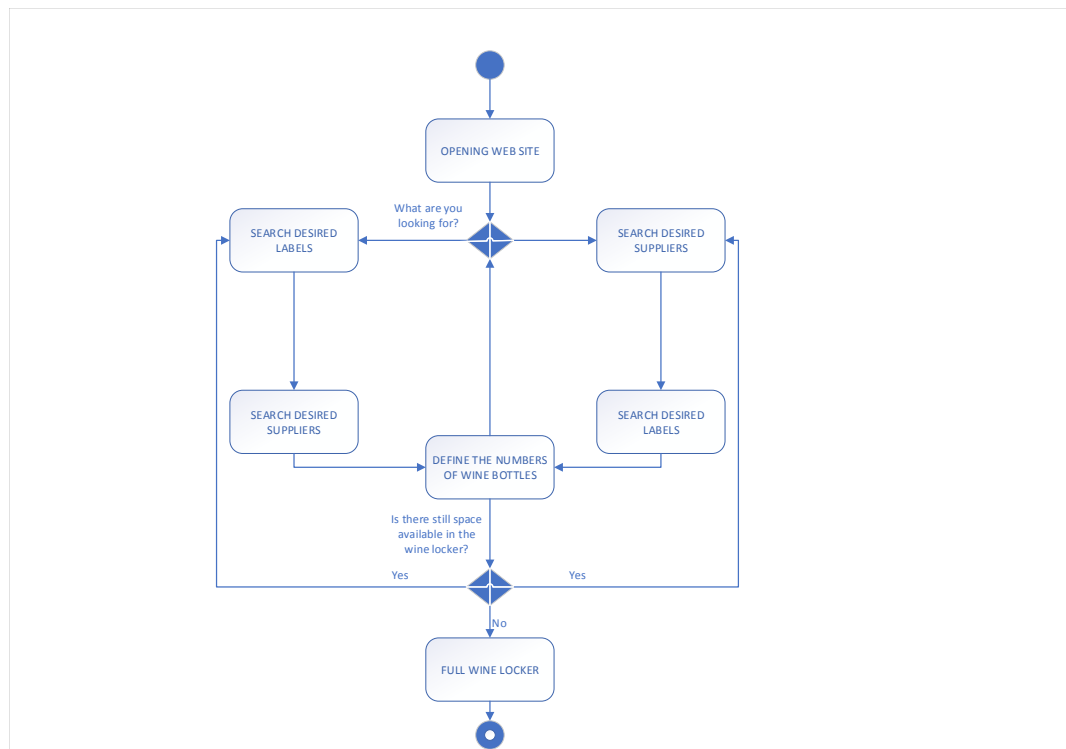 OPENING WEB SITE
What are you
looking for?
SEARCH DESIRED
LABELS
SEARCH DESIRED
SUPPLIERS
SEARCH DESIRED
SUPPLIERS
SEARCH DESIRED
LABELS
DEFINE THE NUMBERS
OF WINE BOTTLES
Is there still space
available in the
wine locker?
Yes
Yes
No
FULL WINE LOCKER